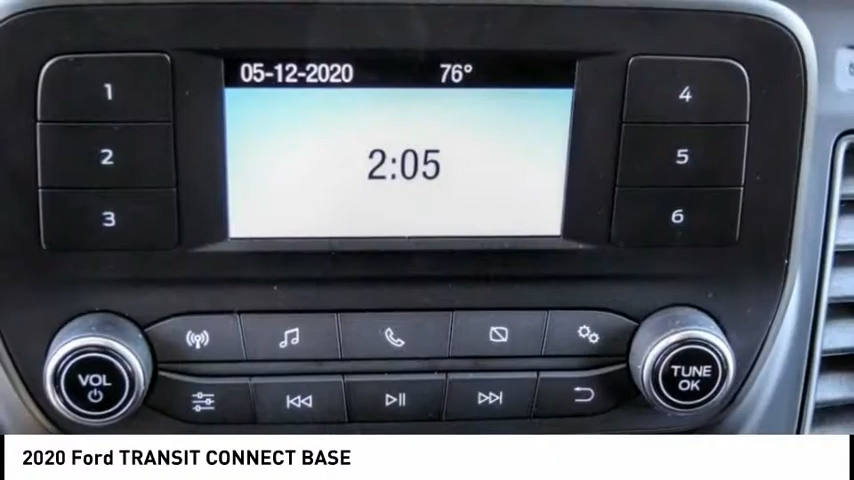 05-12-2020 76°
1
2
3
2:05
4
5
6
VOL
TUNE
OK
2020 Ford TRANSIT CONNECT BASE